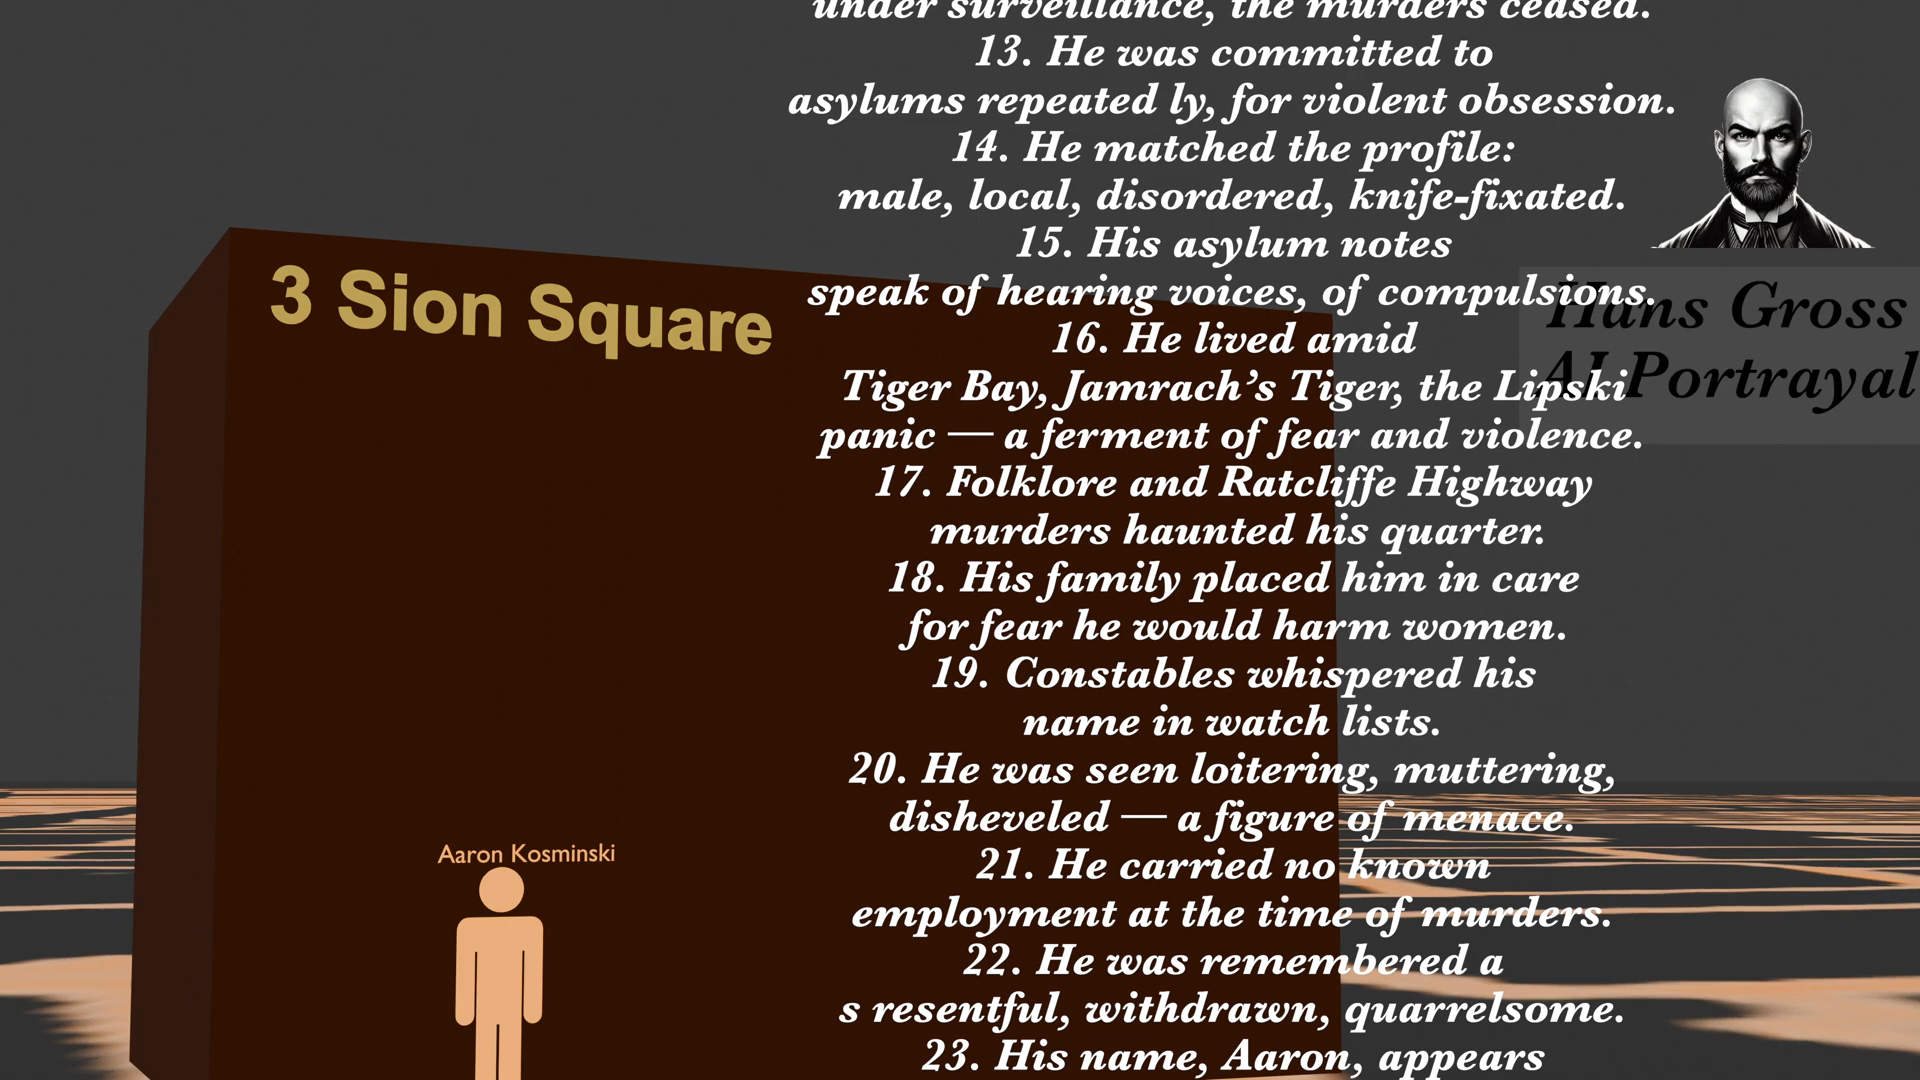 under surveillance, the murders ceased.
13. He was committed to
asylums repeated ly, for violent obsession.
14. He matched the profile:
male, local, disordered, knife-fixated.
15. His asylum notes
speak of hearing voices, of compulsions.
16. He lived amid
Tiger Bay, Jamrach's Tiger, the Lipski
panic — a ferment of fear and violence.
17. Folklore and Ratcliffe Highway
murders haunted his quarter.
18. His family placed him in care
for fear he would harm women.
19. Constables whispered his
name in watch lists.
20. He was seen loitering, muttering,
disheveled — a figure of menace.
21. He carried no known
employment at the time of murders.
22. He was remembered a
s resentful, withdrawn, quarrelsome.
23. His name, Aaron, appears
3 Sion Square
Aaron Kosminski
Hans Gross
AI Portrayal